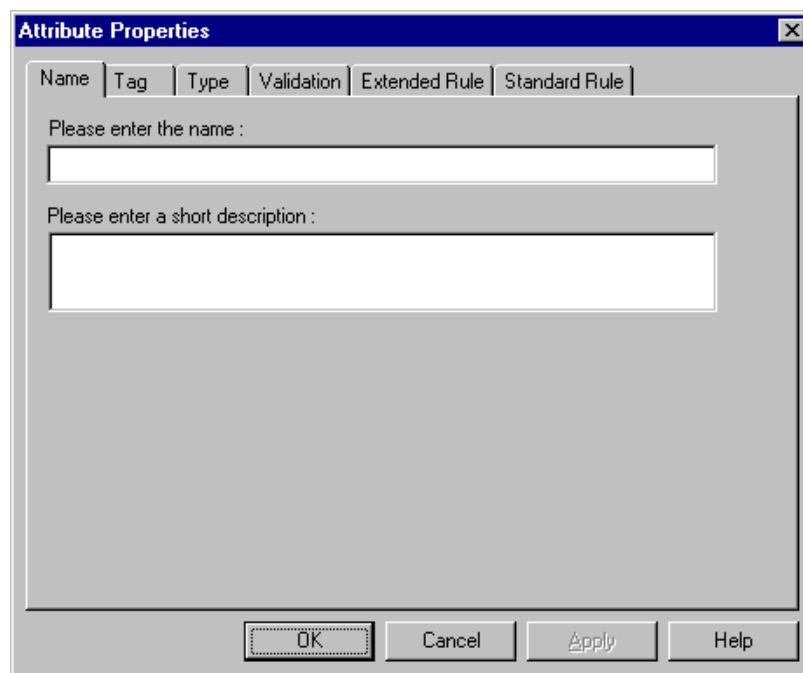 Attribute Properties
Name Tag Type Validation Extended Rule Standard Rule
Please enter the name :
Please enter a short description :
OK Cancel Apply Help